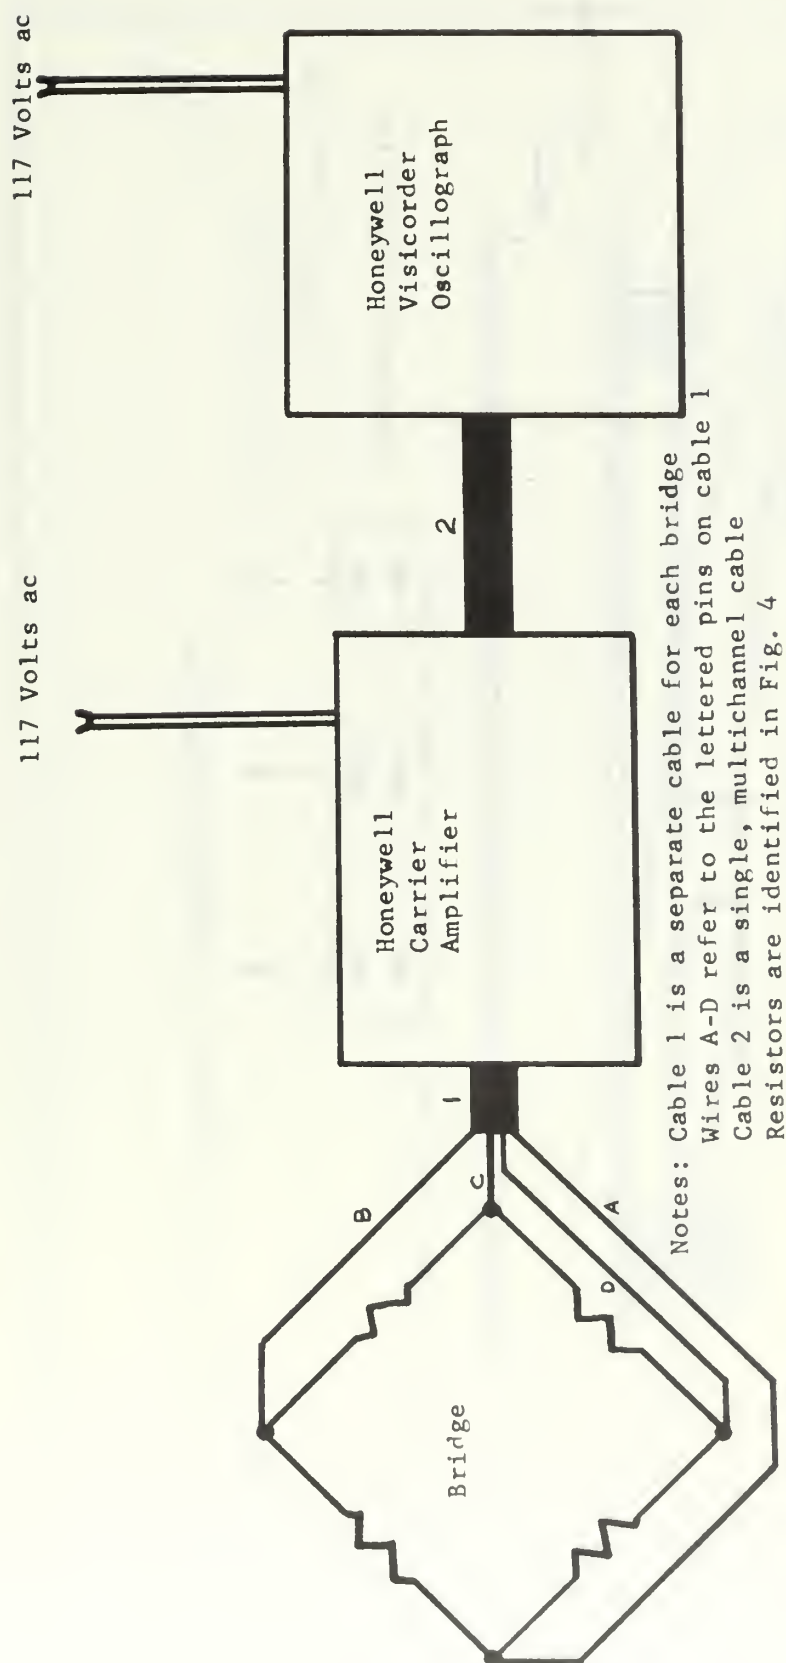 117 Volts ac
117 Volts ac
Honeywell
Visicorder
Oscillograph
2
Honeywell
Carrier
Amplifier
1
B
C
D
A
Bridge
Notes: Cable 1 is a separate cable for each bridge
Wires A-D refer to the lettered pins on cable 1
Cable 2 is a single, multichannel cable
Resistors are identified in Fig. 4